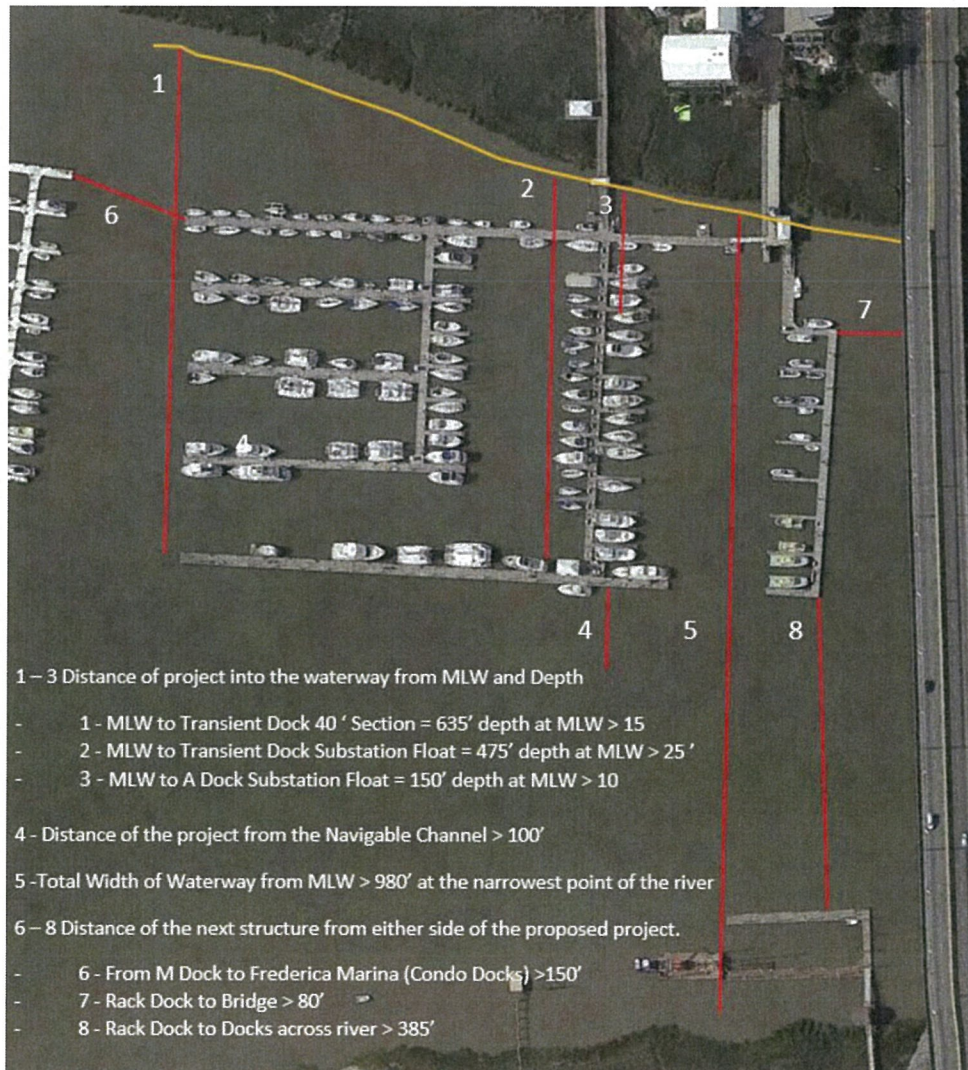 1
2
3
6
7
4
4
5
8
1 – 3 Distance of project into the waterway from MLW and Depth
- 1 - MLW to Transient Dock 40 ‘ Section = 635’ depth at MLW > 15
- 2 - MLW to Transient Dock Substation Float = 475’ depth at MLW > 25 ’
- 3 - MLW to A Dock Substation Float = 150’ depth at MLW > 10
4 - Distance of the project from the Navigable Channel > 100’
5 -Total Width of Waterway from MLW > 980’ at the narrowest point of the river
6 – 8 Distance of the next structure from either side of the proposed project.
- 6 - From M Dock to Frederica Marina (Condo Docks) >150’
- 7 - Rack Dock to Bridge > 80’
- 8 - Rack Dock to Docks across river > 385’